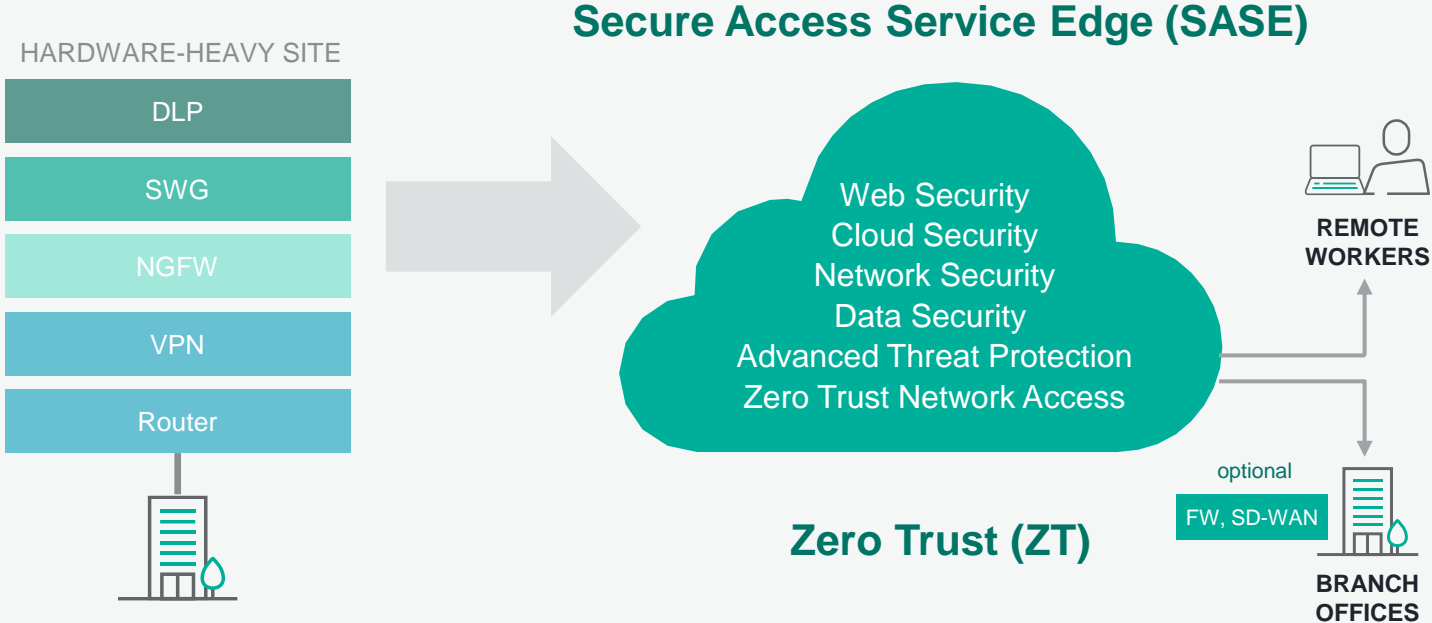 Secure Access Service Edge (SASE)
HARDWARE-HEAVY SITE
DLP
SWG
NGFW
VPN
Router
Web Security
Cloud Security
Network Security
Data Security
Advanced Threat Protection
Zero Trust Network Access
REMOTE
WORKERS
optional
FW, SD-WAN
Zero Trust (ZT)
BRANCH
OFFICES